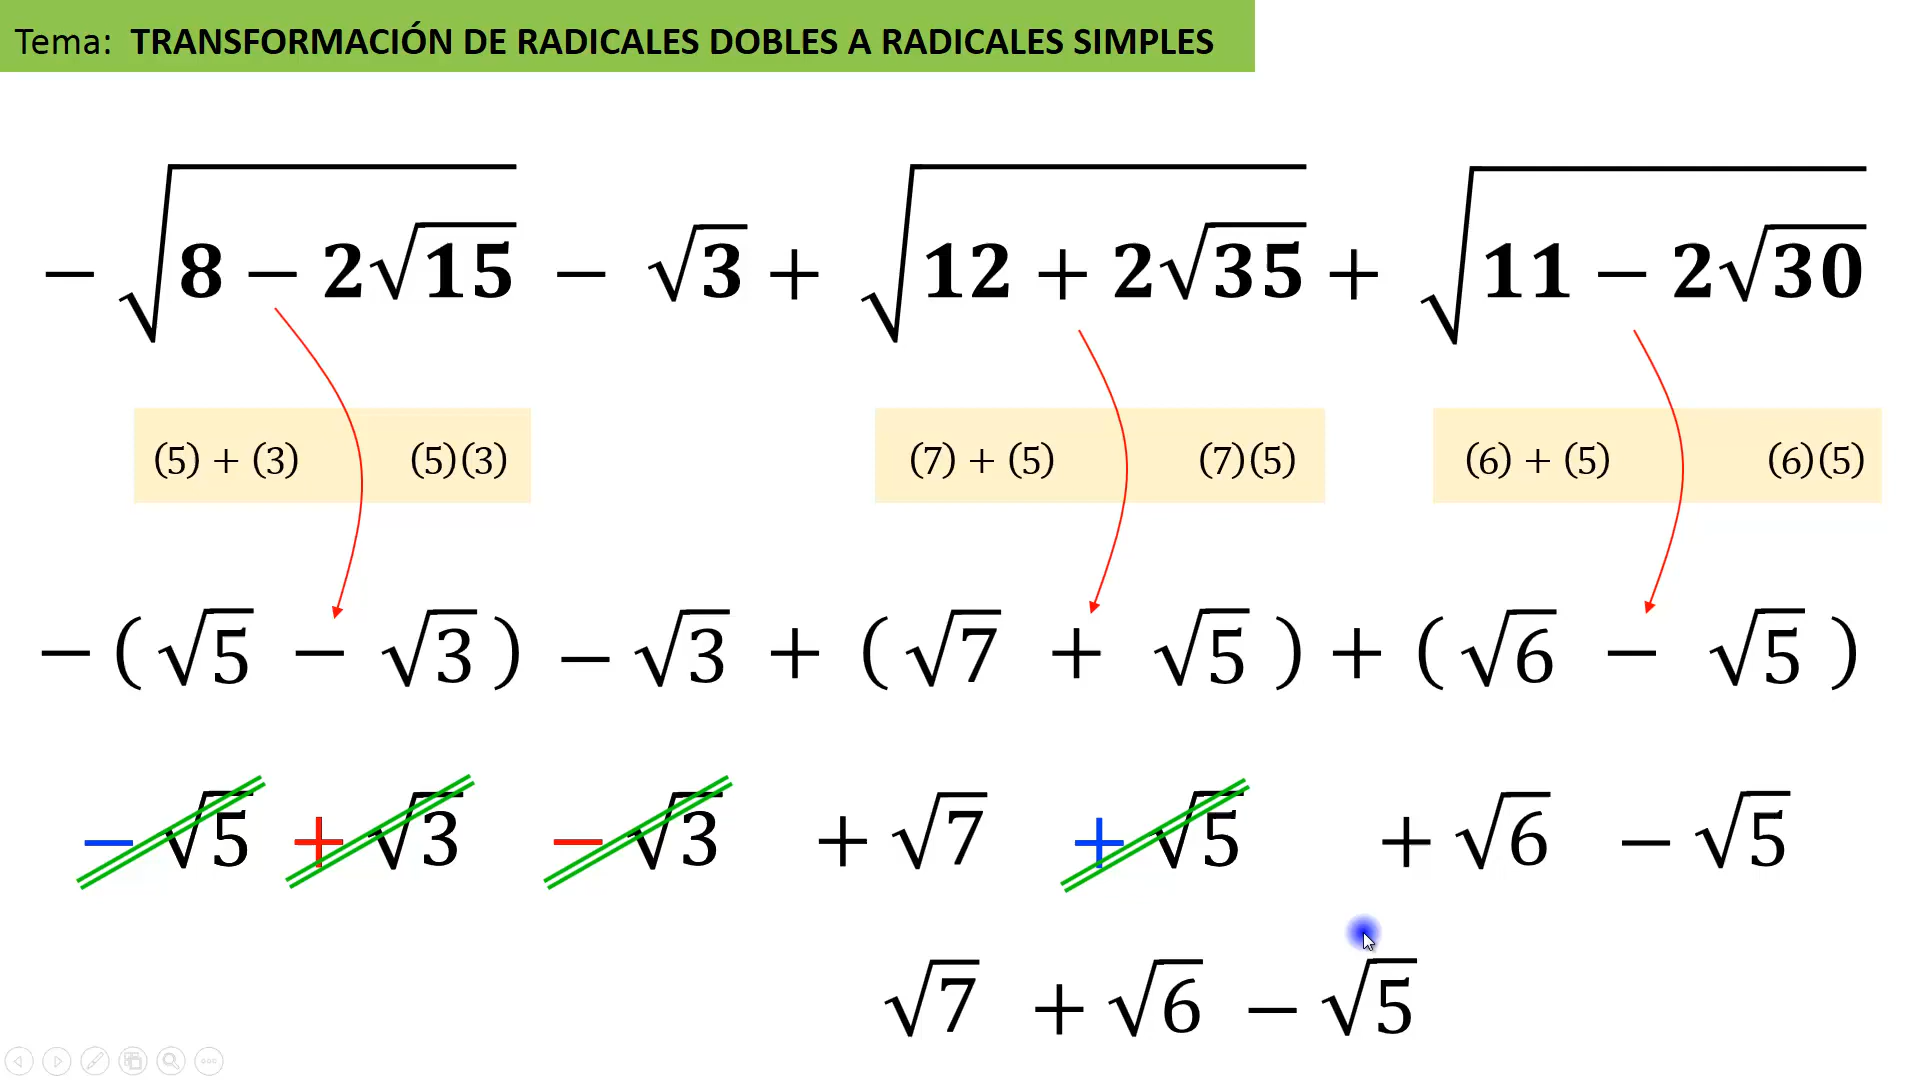 Tema: TRANSFORMACIÓN DE RADICALES DOBLES A RADICALES SIMPLES
− √(8 − 2√15) − √3 + √(12 + 2√35) + √(11 − 2√30)
(5) + (3) (5)(3) (7) + (5) (7)(5) (6) + (5) (6)(5)
− ( √5 − √3 ) − √3 + ( √7 + √5 ) + ( √6 − √5 )
− √5 + √3 − √3 + √7 + √5 + √6 − √5
√7 + √6 − √5